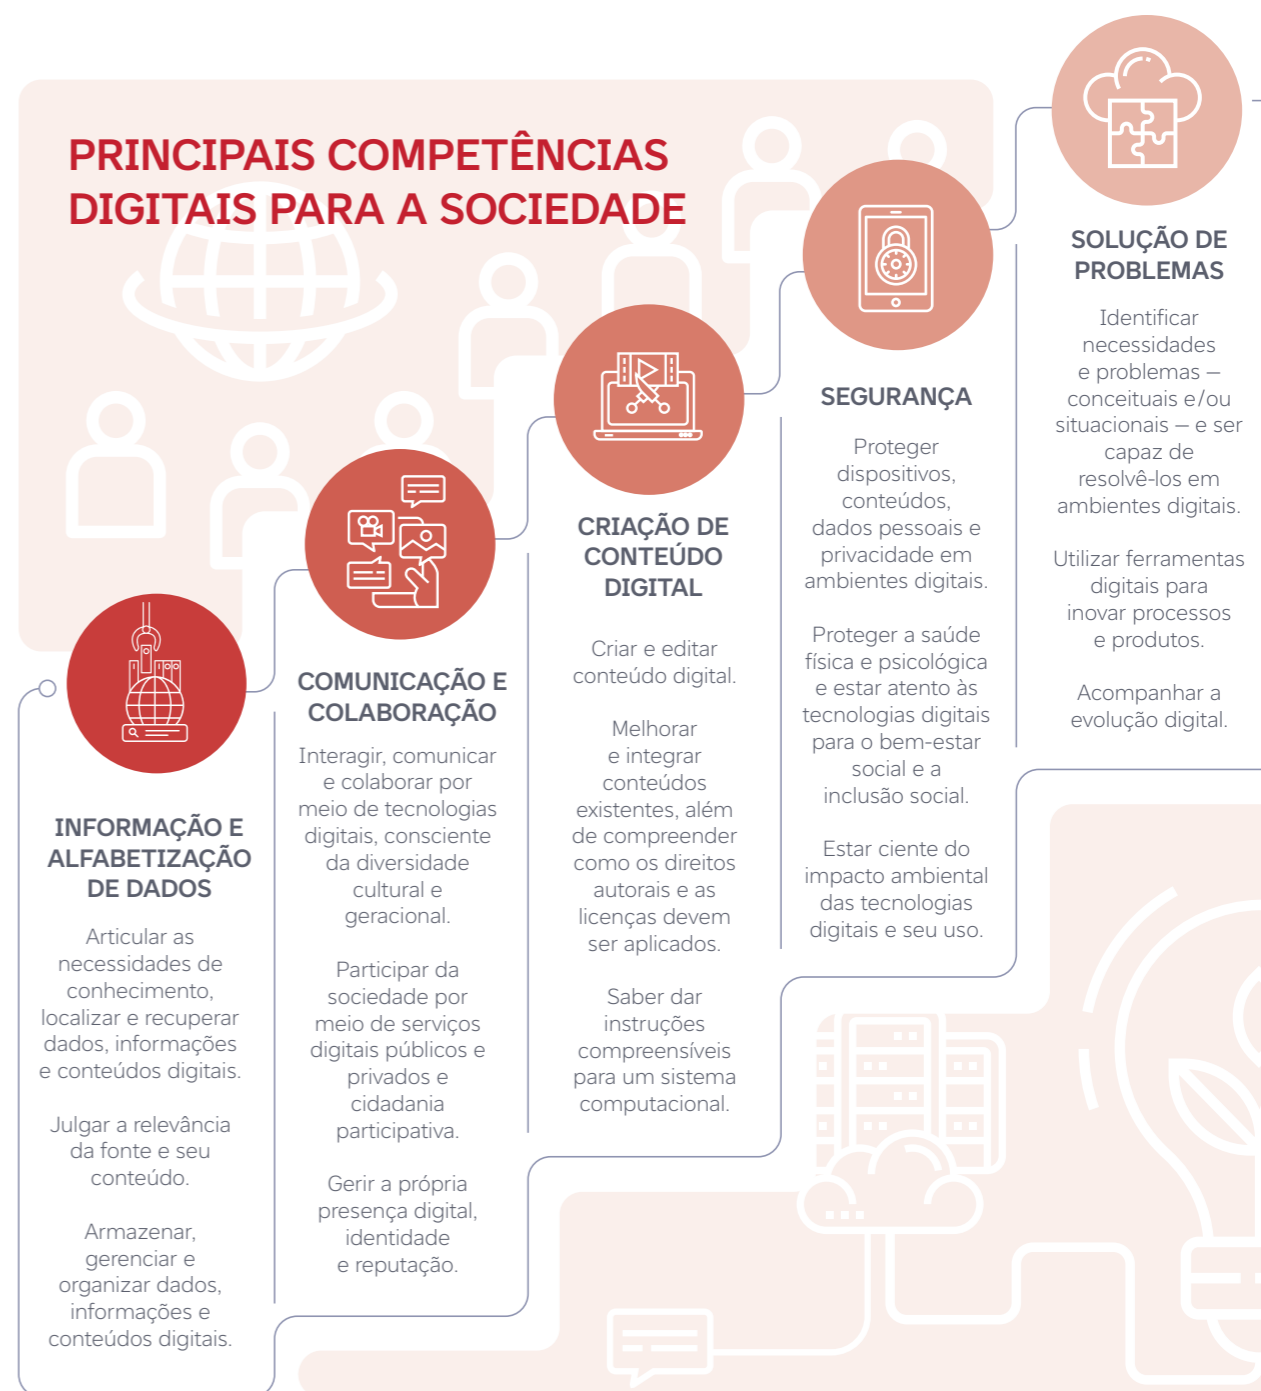 PRINCIPAIS COMPETÊNCIAS
DIGITAIS PARA A SOCIEDADE
INFORMAÇÃO E
ALFABETIZAÇÃO
DE DADOS
Articular as
necessidades de
conhecimento,
localizar e recuperar
dados, informações
e conteúdos digitais.
Julgar a relevância
da fonte e seu
conteúdo.
Armazenar,
gerenciar e
organizar dados,
informações e
conteúdos digitais.
COMUNICAÇÃO E
COLABORAÇÃO
Interagir, comunicar
e colaborar por
meio de tecnologias
digitais, consciente
da diversidade
cultural e
geracional.
Participar da
sociedade por
meio de serviços
digitais públicos e
privados e
cidadania
participativa.
Gerir a própria
presença digital,
identidade
e reputação.
CRIAÇÃO DE
CONTEÚDO
DIGITAL
Criar e editar
conteúdo digital.
Melhorar
e integrar
conteúdos
existentes, além
de compreender
como os direitos
autorais e as
licenças devem
ser aplicados.
Saber dar
instruções
compreensíveis
para um sistema
computacional.
SEGURANÇA
Proteger
dispositivos,
conteúdos,
dados pessoais e
privacidade em
ambientes digitais.
Proteger a saúde
física e psicológica
e estar atento às
tecnologias digitais
para o bem-estar
social e a
inclusão social.
Estar ciente do
impacto ambiental
das tecnologias
digitais e seu uso.
SOLUÇÃO DE
PROBLEMAS
Identificar
necessidades
e problemas –
conceituais e/ou
situacionais – e ser
capaz de
resolvê-los em
ambientes digitais.
Utilizar ferramentas
digitais para
inovar processos
e produtos.
Acompanhar a
evolução digital.